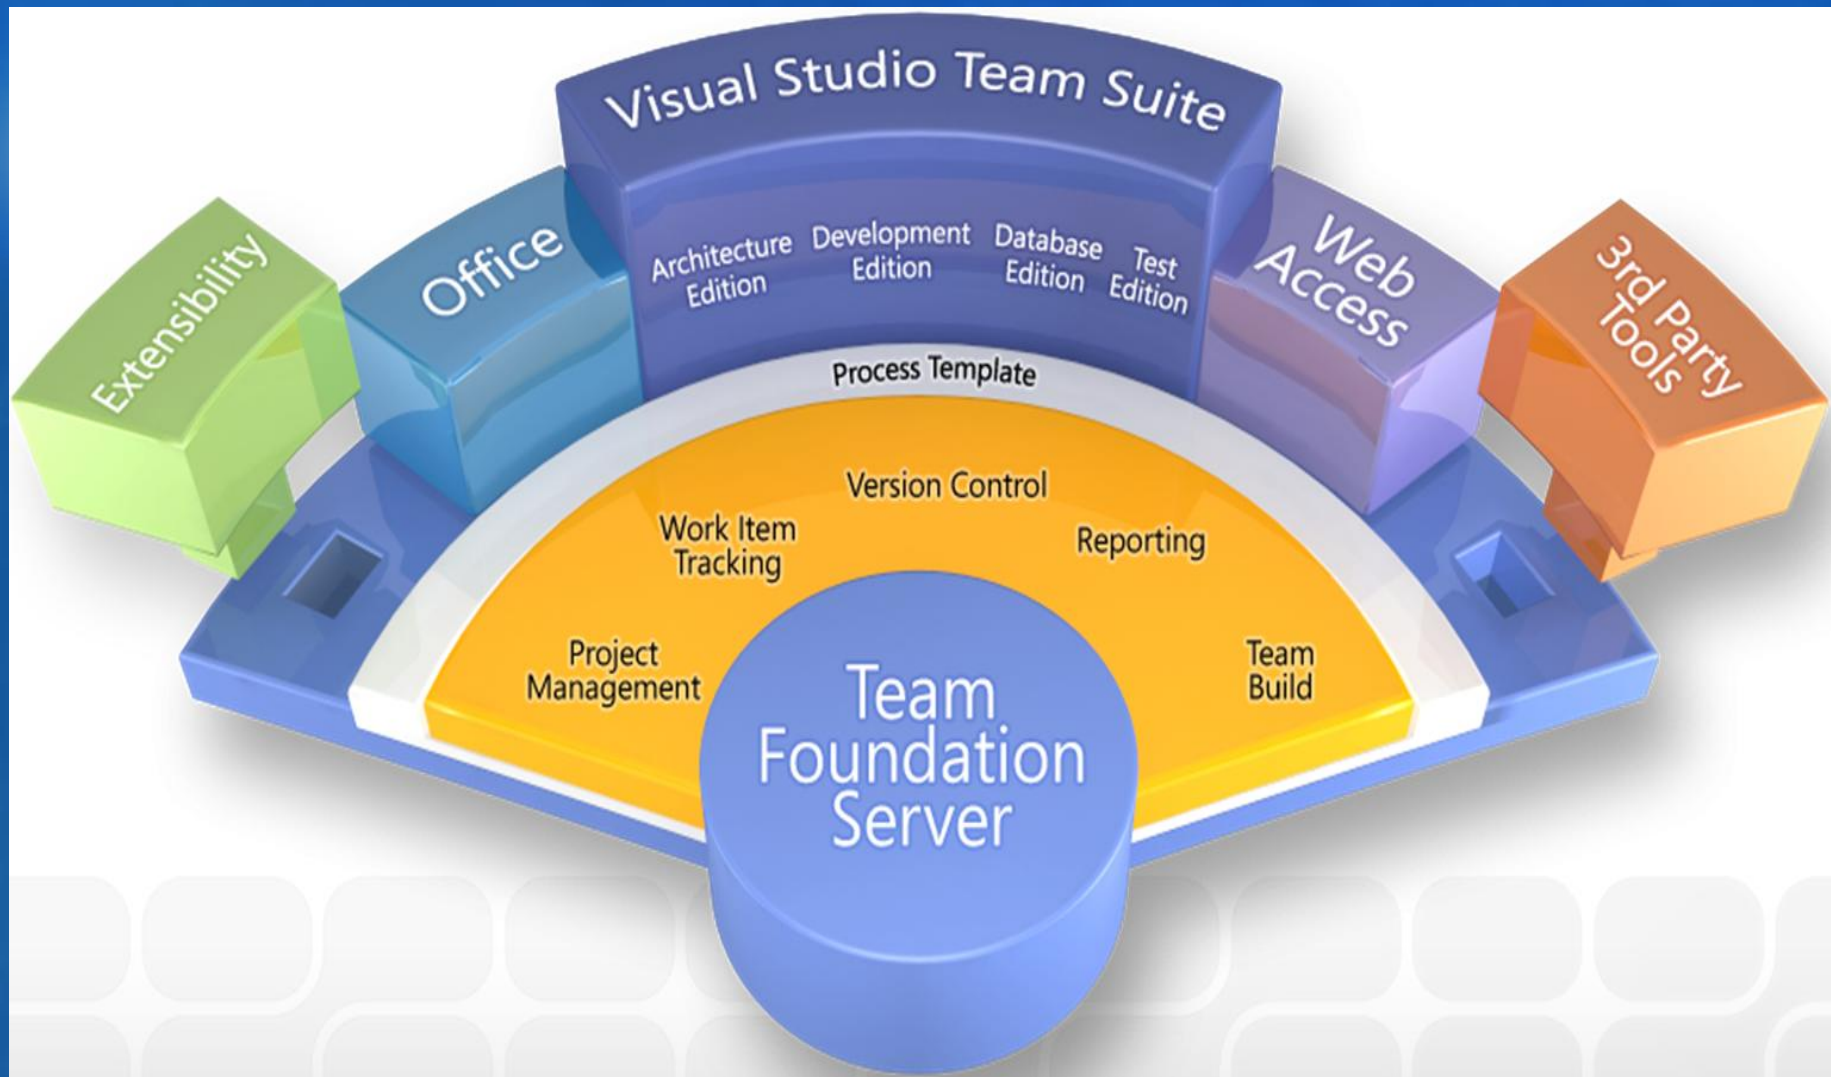 Visual Studio Team Suite
Extensibility
Office
Architecture
Edition
Development
Edition
Database
Edition
Test
Edition
Web
Access
3rd Party
Tools
Process Template
Version Control
Work Item
Tracking
Reporting
Project
Management
Team
Build
Team
Foundation
Server